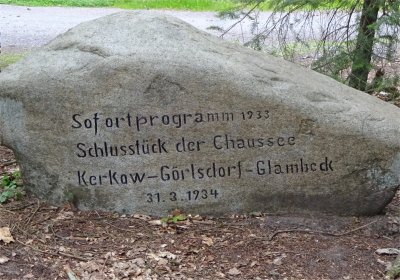 Sofortprogramm 1933
Schlusstück der Chaussee
Kerkow-Görlsdorf-Glambeck
31.3.1934